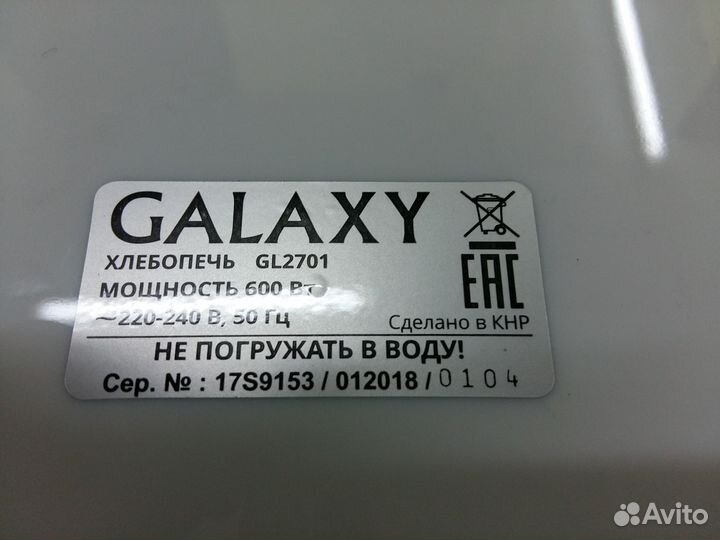 GALAXY
ХЛЕБОПЕЧЬ GL2701
МОЩНОСТЬ 600 Вт
~220-240 В, 50 Гц
EAC
Сделано в КНР
НЕ ПОГРУЖАТЬ В ВОДУ!
Сер. № : 17S9153 / 012018 / 0104
Avito